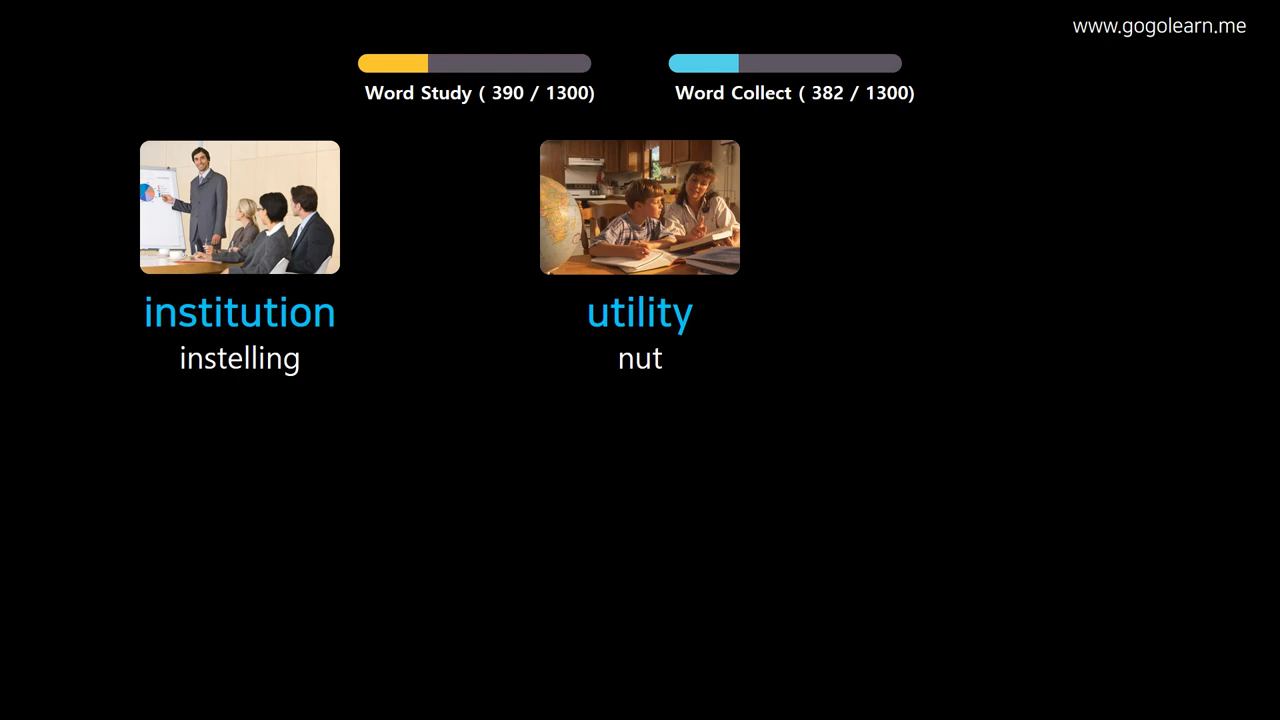 www.gogolearn.me
Word Study ( 390 / 1300)
Word Collect ( 382 / 1300)
institution
instelling
utility
nut